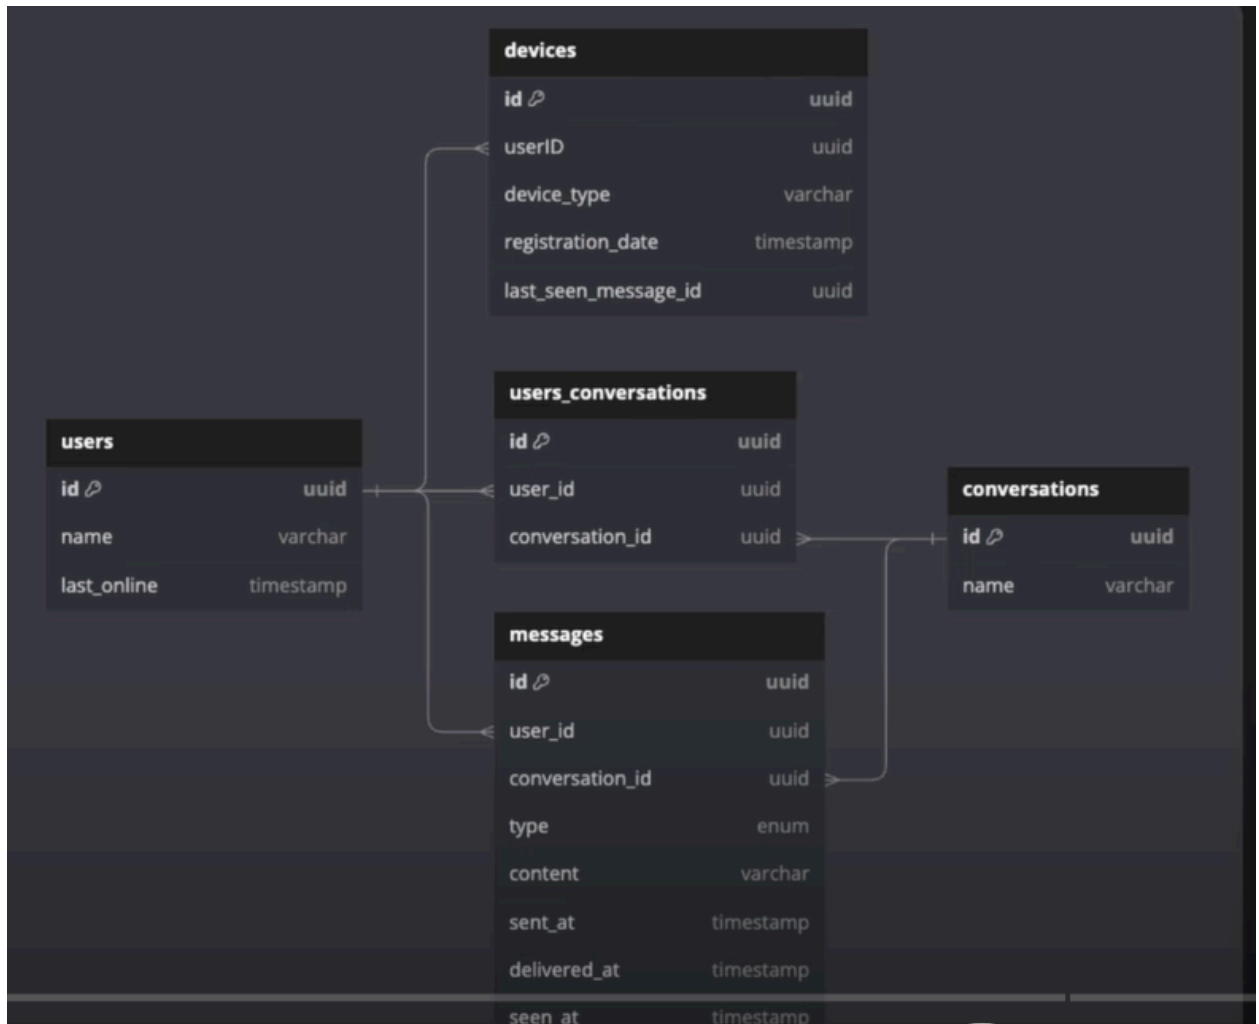 devices
id uuid
userID uuid
device_type varchar
registration_date timestamp
last_seen_message_id uuid
users_conversations
id uuid
user_id uuid
conversation_id uuid
users
id uuid
name varchar
last_online timestamp
conversations
id uuid
name varchar
messages
id uuid
user_id uuid
conversation_id uuid
type enum
content varchar
sent_at timestamp
delivered_at timestamp
seen_at timestamp